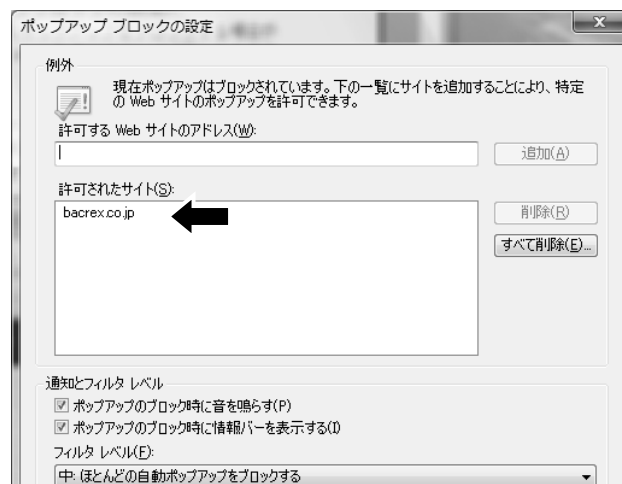 ポップアップ ブロックの設定
例外
現在ポップアップはブロックされています。下の一覧にサイトを追加することにより、特定
の Web サイトのポップアップを許可できます。
許可する Web サイトのアドレス(W):
追加(A)
許可されたサイト(S):
bacrex.co.jp
削除(R)
すべて削除(E)...
通知とフィルタ レベル
ポップアップのブロック時に音を鳴らす(P)
ポップアップのブロック時に情報バーを表示する(I)
フィルタ レベル(F):
中: ほとんどの自動ポップアップをブロックする